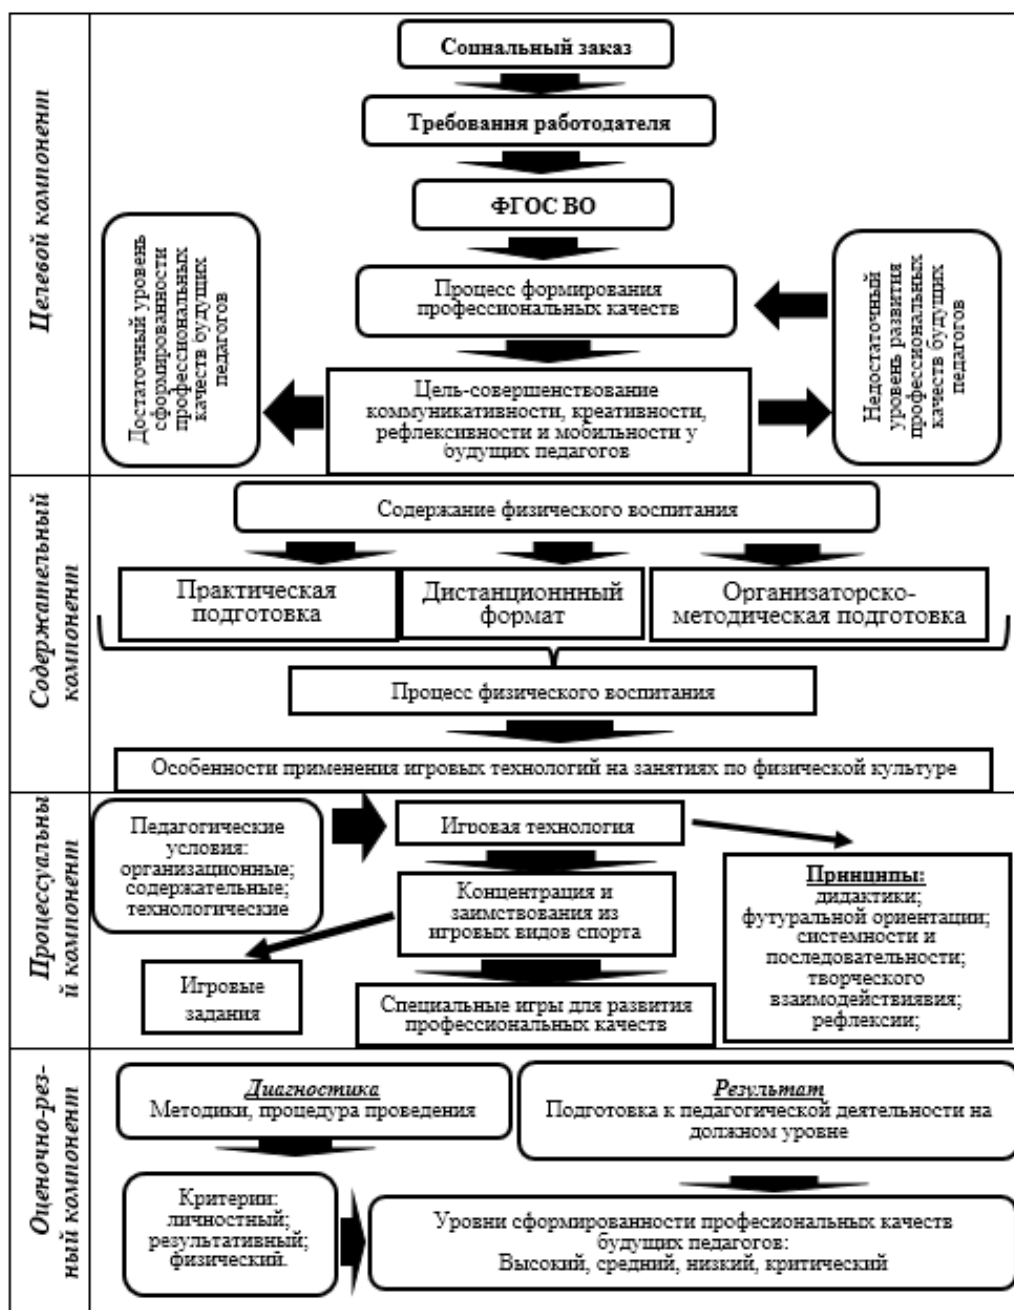 Целевой компонент
Социальный заказ
Требования работодателя
ФГОС ВО
Достаточный уровень
сформированности
профессиональных
качеств будущих
педагогов
Процесс формирования
профессиональных качеств
Недостаточный
уровень развития
профессиональных
качеств будущих
педагогов
Цель-совершенствование
коммуникативности, креативности,
рефлексивности и мобильности у
будущих педагогов
Содержательный
компонент
Содержание физического воспитания
Практическая
подготовка
Дистанционнный
формат
Организаторско-
методическая подготовка
Процесс физического воспитания
Особенности применения игровых технологий на занятиях по физической культуре
Процессуальны
й компонент
Педагогические
условия:
организационные;
содержательные;
технологические
Игровая технология
Концентрация и
заимствования из
игровых видов спорта
Игровые
задания
Специальные игры для развития
профессиональных качеств
Принципы:
дидактики;
футуральной ориентации;
системности и
последовательности;
творческого
взаимодействиявия;
рефлексии;
Оценочно-рез-
ный компонент
Диагностика
Методики, процедура проведения
Результат
Подготовка к педагогической деятельности на
должном уровне
Критерии:
личностный;
результативный;
физический.
Уровни сформированности професиональных качеств
будущих педагогов:
Высокий, средний, низкий, критический